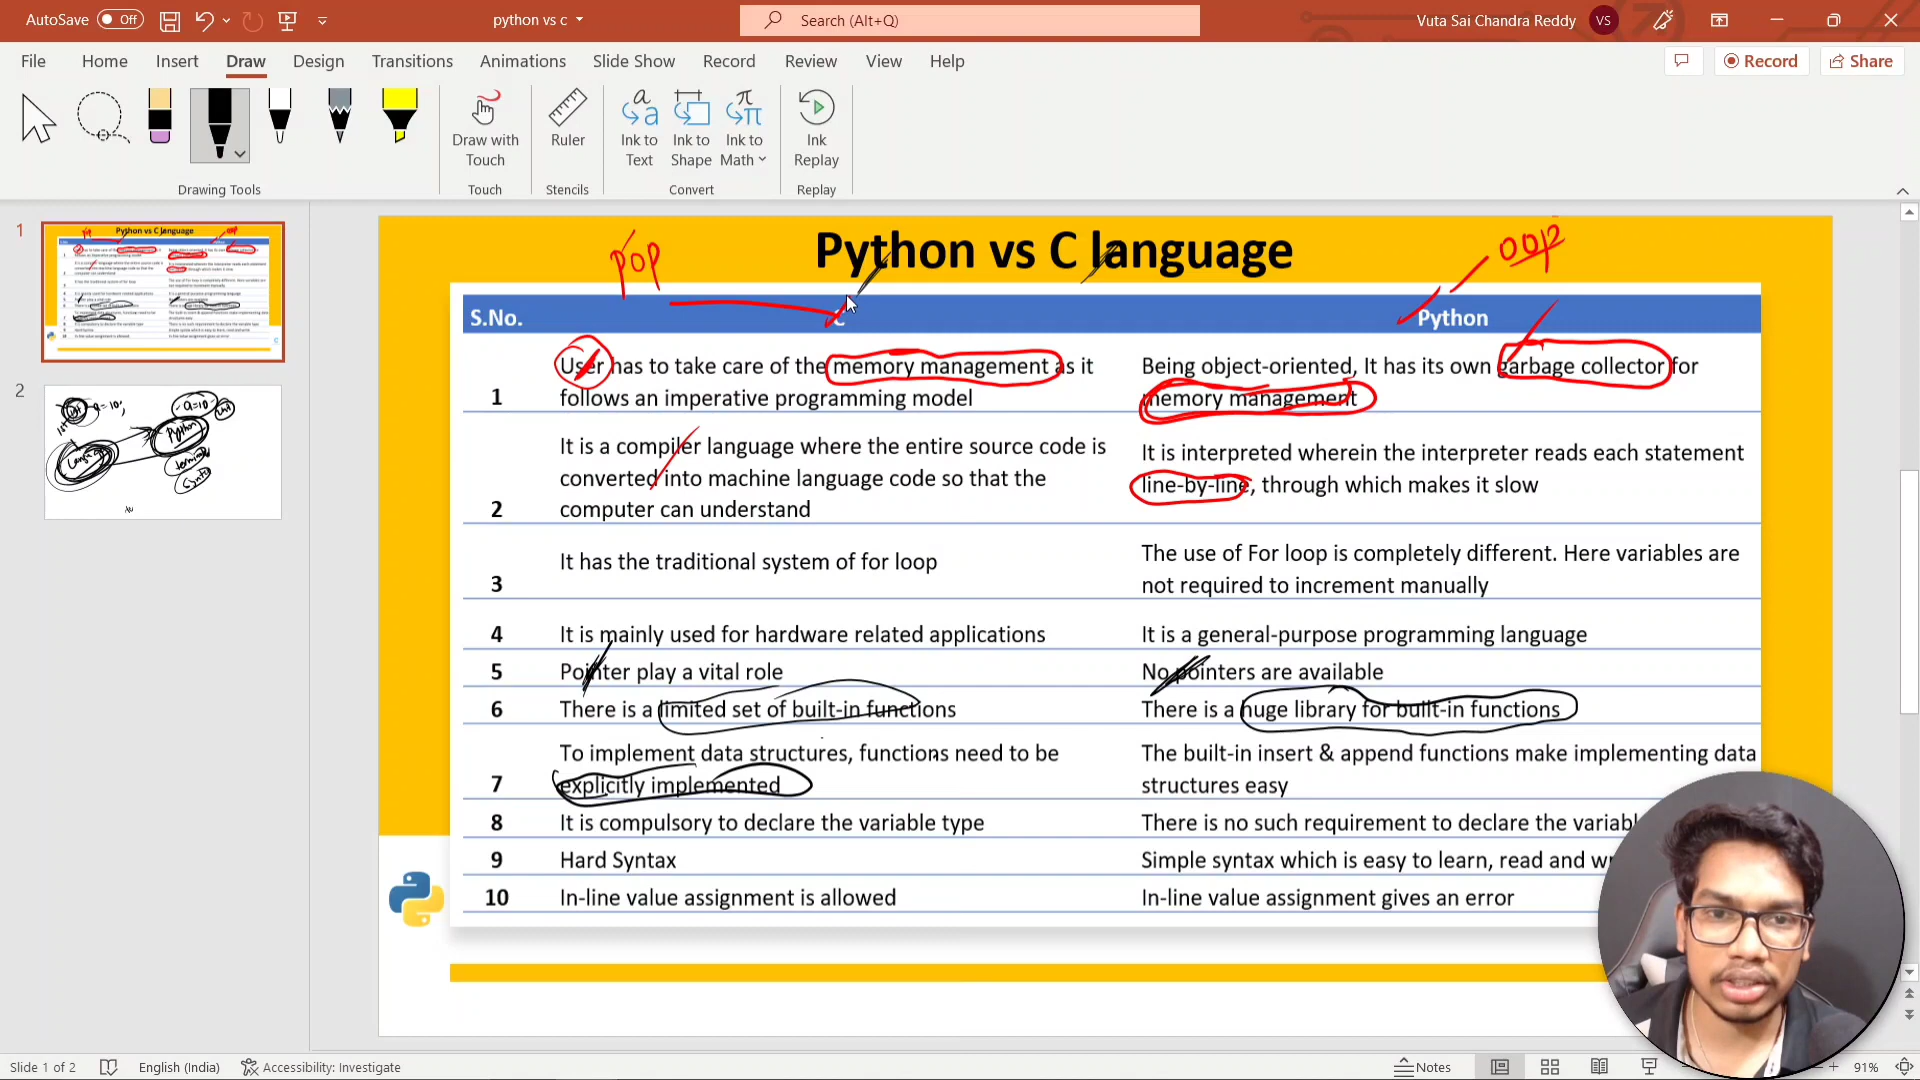 AutoSave Off python vs c Search (Alt+Q) Vuta Sai Chandra Reddy VS
File Home Insert Draw Design Transitions Animations Slide Show Record Review View Help Record Share
Draw with Touch
Ruler
Ink to Text
Ink to Shape
Ink to Math
Ink Replay
Drawing Tools Touch Stencils Convert Replay
1
2
Python vs C language
pop
oop
S.No. C Python
1 User has to take care of the memory management as it follows an imperative programming model
Being object-oriented, It has its own garbage collector for memory management
2 It is a compiler language where the entire source code is converted into machine language code so that the computer can understand
It is interpreted wherein the interpreter reads each statement line-by-line, through which makes it slow
3 It has the traditional system of for loop
The use of For loop is completely different. Here variables are not required to increment manually
4 It is mainly used for hardware related applications
It is a general-purpose programming language
5 Pointer play a vital role
No pointers are available
6 There is a limited set of built-in functions
There is a huge library for built-in functions
7 To implement data structures, functions need to be explicitly implemented
The built-in insert & append functions make implementing data structures easy
8 It is compulsory to declare the variable type
There is no such requirement to declare the
9 Hard Syntax
Simple syntax which is easy to learn, read and
10 In-line value assignment is allowed
In-line value assignment gives an error
Slide 1 of 2 English (India) Accessibility: Investigate Notes 91%